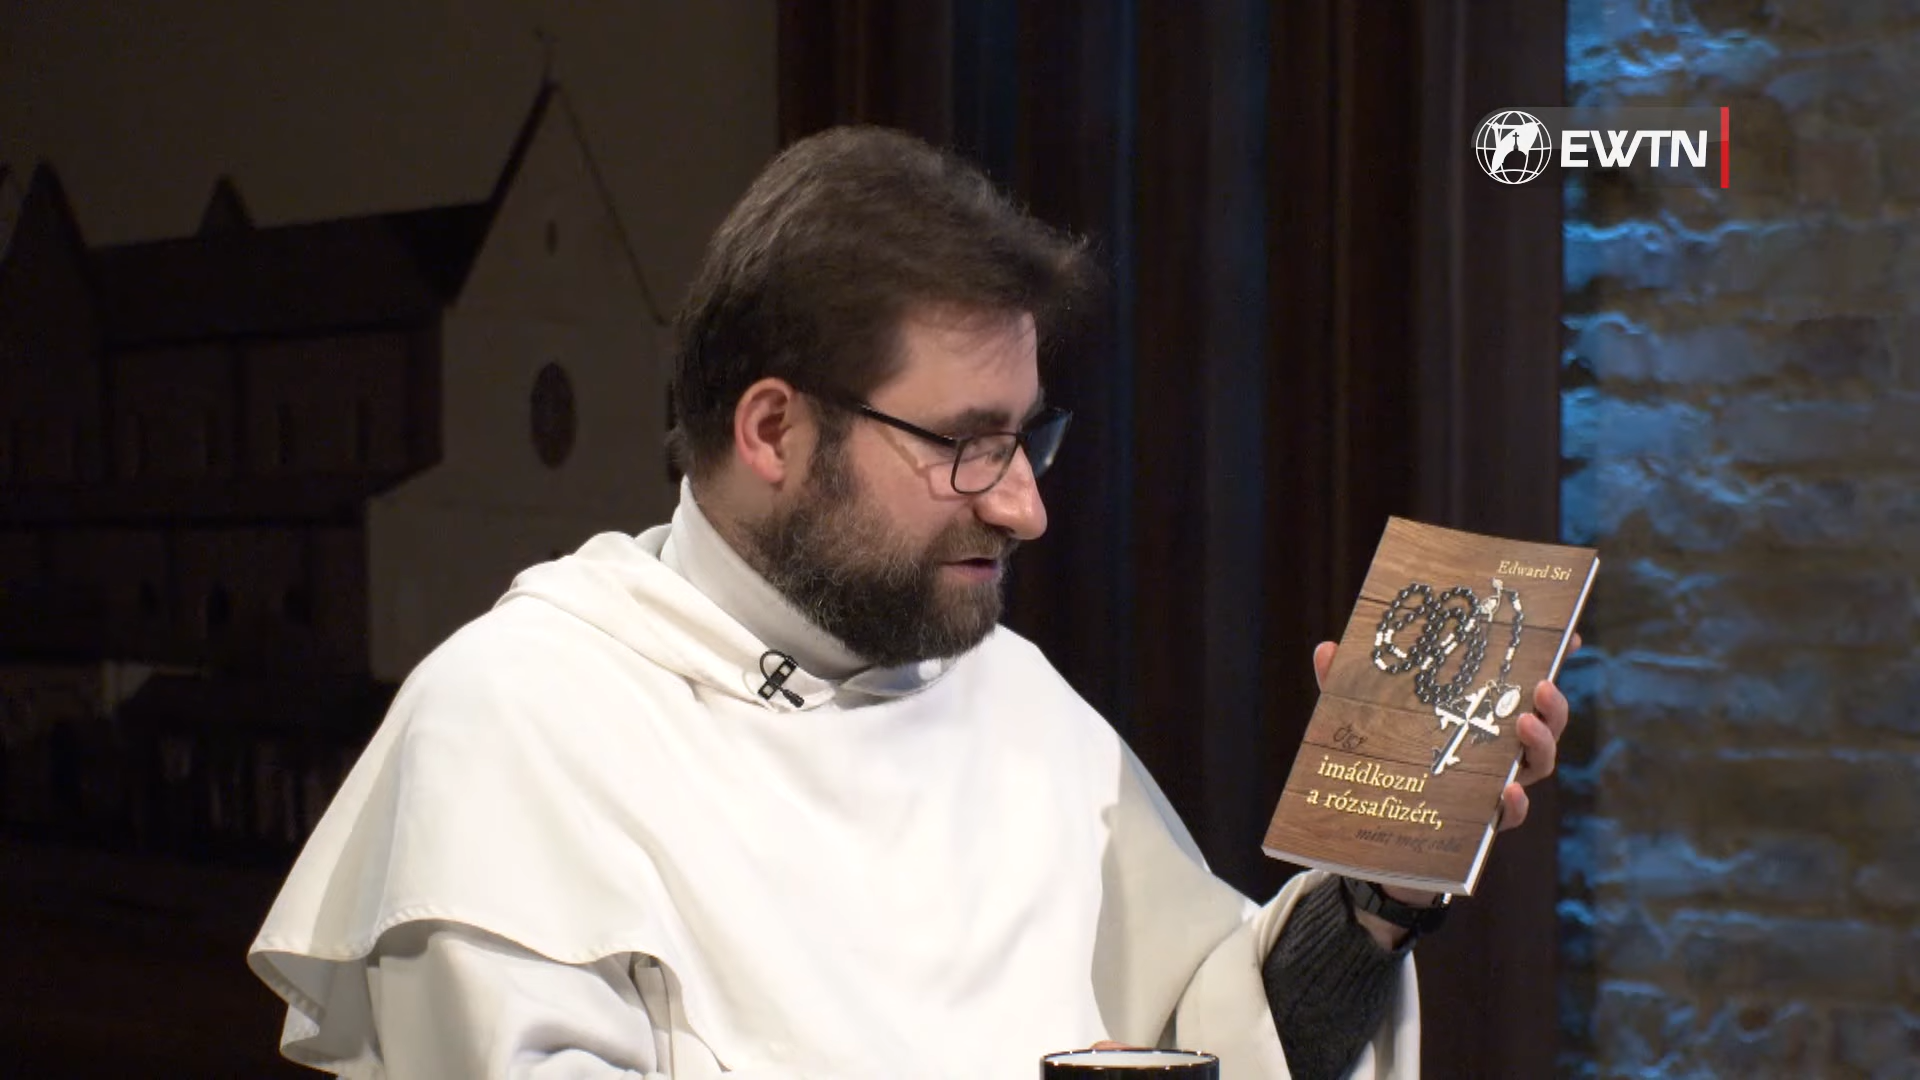 EWTN
Edward Sri
Úgy
imádkozni
a rózsafüzért,
mint még soha